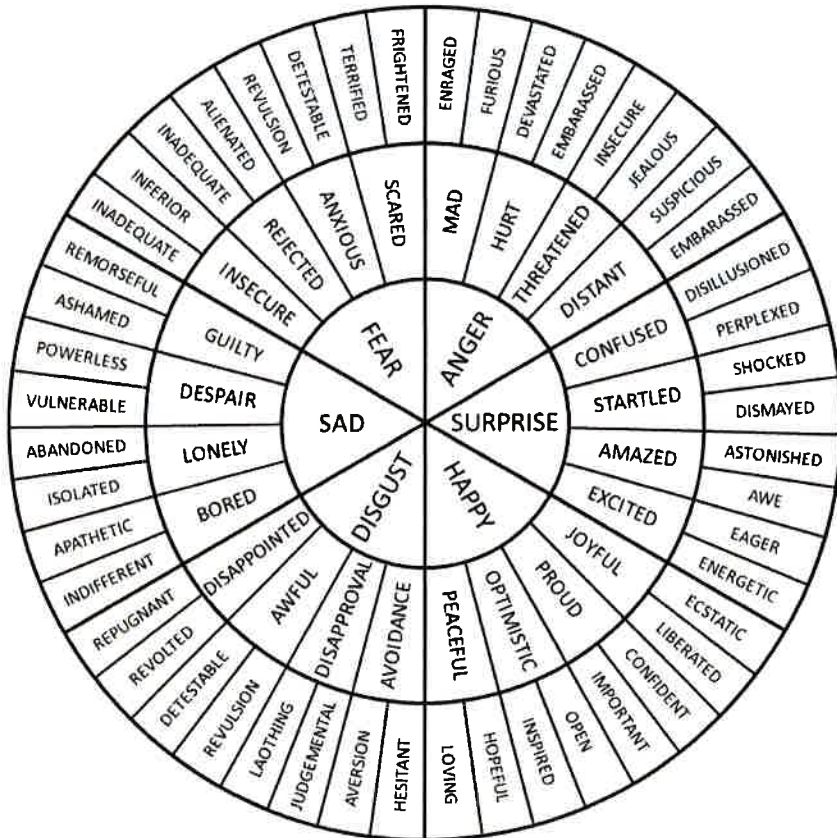 ENRAGED
FURIOUS
DEVASTATED
EMBARASSED
INSECURE
JEALOUS
SUSPICIOUS
EMBARASSED
DISILLUSIONED
PERPLEXED
SHOCKED
DISMAYED
ASTONISHED
AWE
EAGER
ENERGETIC
ECSTATIC
LIBERATED
CONFIDENT
IMPORTANT
OPEN
INSPIRED
HOPEFUL
LOVING
HESITANT
AVERSION
JUDGEMENTAL
LAOTHING
REVULSION
DETESTABLE
REVOLTED
REPUGNANT
INDIFFERENT
APATHETIC
ISOLATED
ABANDONED
VULNERABLE
POWERLESS
ASHAMED
REMORSEFUL
INADEQUATE
INFERIOR
INADEQUATE
ALIENATED
REVULSION
DETESTABLE
TERRIFIED
FRIGHTENED
MAD
HURT
THREATENED
DISTANT
CONFUSED
STARTLED
AMAZED
EXCITED
JOYFUL
PROUD
OPTIMISTIC
PEACEFUL
AVOIDANCE
DISAPPROVAL
AWFUL
DISAPPOINTED
BORED
LONELY
DESPAIR
GUILTY
INSECURE
REJECTED
ANXIOUS
SCARED
ANGER
SURPRISE
HAPPY
DISGUST
SAD
FEAR